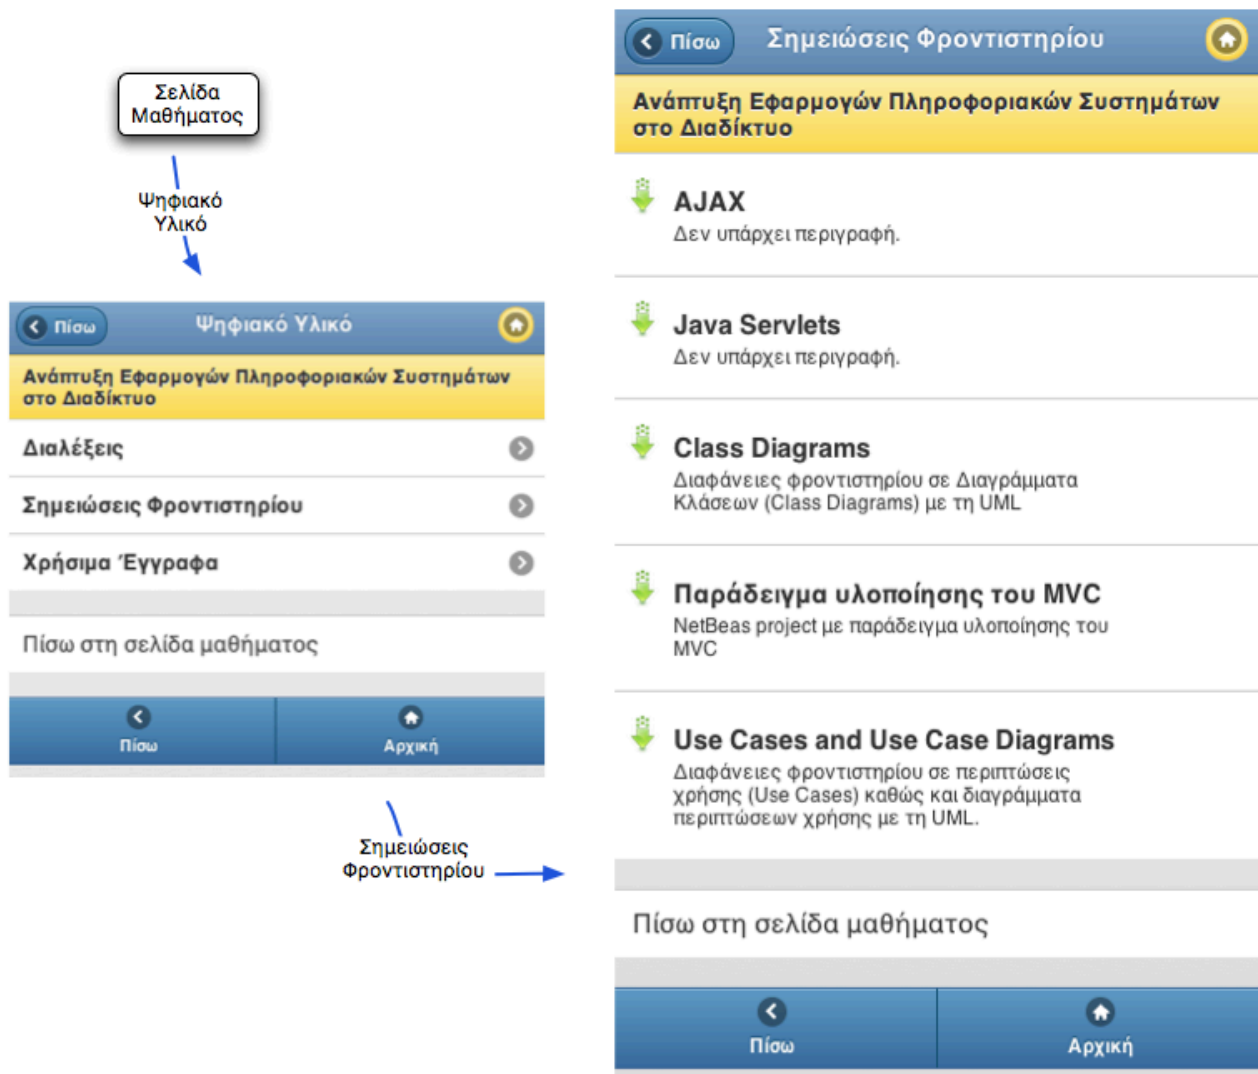 Σελίδα
Μαθήματος
Ψηφιακό
Υλικό
Πίσω
Ψηφιακό Υλικό
Ανάπτυξη Εφαρμογών Πληροφοριακών Συστημάτων
στο Διαδίκτυο
Διαλέξεις
Σημειώσεις Φροντιστηρίου
Χρήσιμα Έγγραφα
Πίσω στη σελίδα μαθήματος
Πίσω
Αρχική
Σημειώσεις
Φροντιστηρίου
Πίσω
Σημειώσεις Φροντιστηρίου
Ανάπτυξη Εφαρμογών Πληροφοριακών Συστημάτων
στο Διαδίκτυο
AJAX
Δεν υπάρχει περιγραφή.
Java Servlets
Δεν υπάρχει περιγραφή.
Class Diagrams
Διαφάνειες φροντιστηρίου σε Διαγράμματα
Κλάσεων (Class Diagrams) με τη UML
Παράδειγμα υλοποίησης του MVC
NetBeas project με παράδειγμα υλοποίησης του
MVC
Use Cases and Use Case Diagrams
Διαφάνειες φροντιστηρίου σε περιπτώσεις
χρήσης (Use Cases) καθώς και διαγράμματα
περιπτώσεων χρήσης με τη UML.
Πίσω στη σελίδα μαθήματος
Πίσω
Αρχική